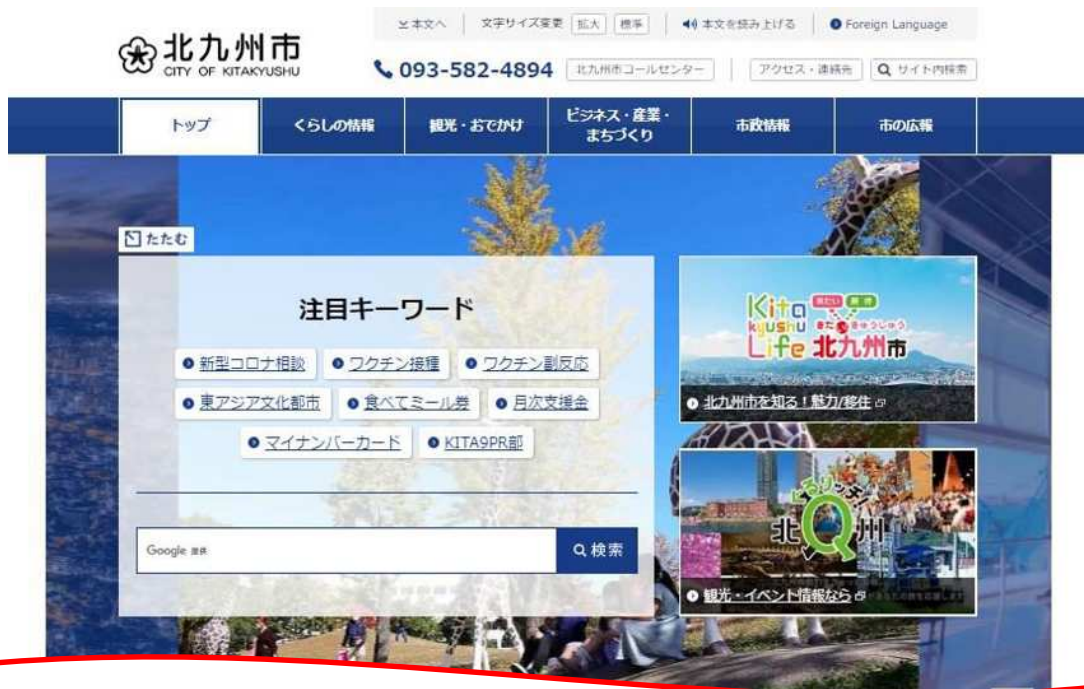 本文へ
文字サイズ変更 拡大 標準
本文を読み上げる
Foreign Language
北九州市
CITY OF KITAKYUSHU
093-582-4894
北九州市コールセンター
アクセス・連絡先
サイト内検索
トップ
くらしの情報
観光・おでかけ
ビジネス・産業・
まちづくり
市政情報
市の広報
たたむ
注目キーワード
新型コロナ相談 ワクチン接種 ワクチン副反応
東アジア文化都市 食べてミール券 月次支援金
マイナンバーカード KITA9PR部
Google 提供
検索
Kita
kyushu
Life 北九州市
北九州市を知る！魅力/移住
ぐるリッチ!
北Q州
観光・イベント情報なら